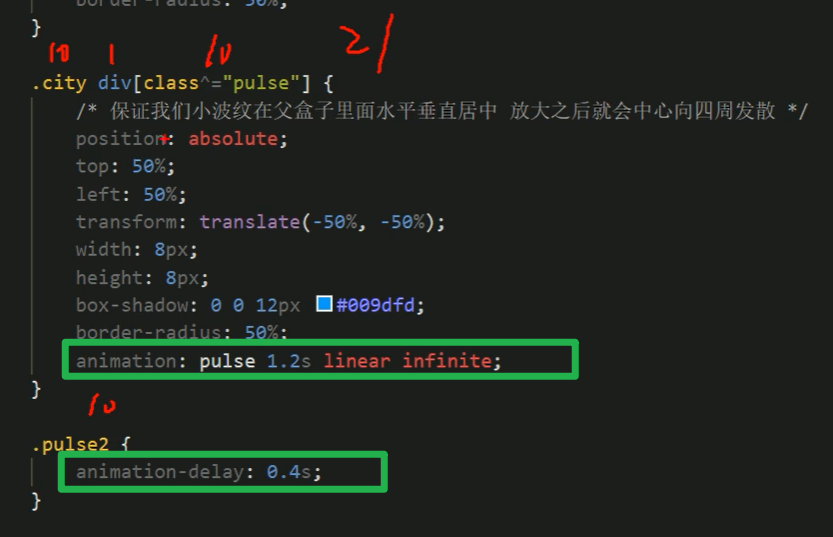 border-radius: 50%;
}
10 1 10 21
.city div[class^="pulse"] {
/* 保证我们小波纹在父盒子里面水平垂直居中 放大之后就会中心向四周发散 */
position: absolute;
top: 50%;
left: 50%;
transform: translate(-50%, -50%);
width: 8px;
height: 8px;
box-shadow: 0 0 12px #009dfd;
border-radius: 50%;
animation: pulse 1.2s linear infinite;
}
10
.pulse2 {
animation-delay: 0.4s;
}